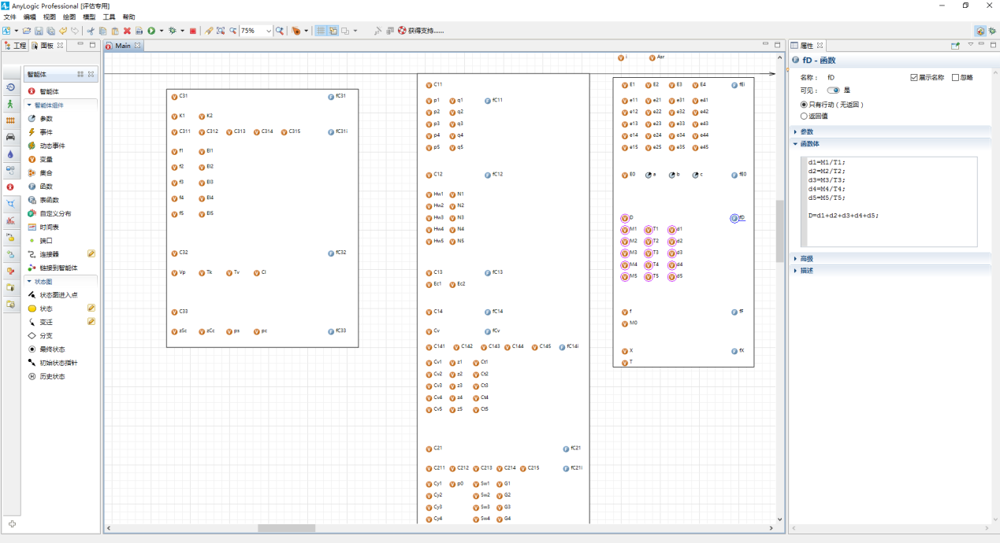 AnyLogic Professional [评估专用]
文件 编辑 视图 绘图 模型 工具 帮助
75% 获得支持......
工程 面板
Main
属性
智能体
智能体
智能体组件
参数
事件
动态事件
变量
集合
函数
表函数
自定义分布
时间表
端口
连接器
链接到智能体
状态图
状态图进入点
状态
变迁
分支
最终状态
初始状态指针
历史状态
C31 fC31
K1 K2
C311 C312 C313 C314 C315 fC31i
f1 El1
f2 El2
f3 El3
f4 El4
f5 El5
C32 fC32
Vp Tk Tv Cl
C33
zSc zCc ps pc fC33
C11
p1 q1 fC11
p2 q2
p3 q3
p4 q4
p5 q5
C12 fC12
Hw1 N1
Hw2 N2
Hw3 N3
Hw4 N4
Hw5 N5
C13 fC13
Ec1 Ec2
C14 fC14
Cv fCv
C141 C142 C143 C144 C145 fC14i
Cv1 z1 Ct1
Cv2 z2 Ct2
Cv3 z3 Ct3
Cv4 z4 Ct4
Cv5 z5 Ct5
C21 fC21
C211 C212 C213 C214 C215 fC21i
Cy1 p0 Sw1 G1
Cy2 Sw2 G2
Cy3 Sw3 G3
Cy4 Sw4 G4
i Asr
E1 E2 E3 E4 fEi
e11 e21 e31 e41
e12 e22 e32 e42
e13 e23 e33 e43
e14 e24 e34 e44
e15 e25 e35 e45
E0 a b c fE0
D fD
M1 T1 d1
M2 T2 d2
M3 T3 d3
M4 T4 d4
M5 T5 d5
f fF
M0
X fX
T
fD - 函数
名称： fD 展示名称 忽略
可见： 是
只有行动（无返回）
返回值
参数
函数体
d1=M1/T1;
d2=M2/T2;
d3=M3/T3;
d4=M4/T4;
d5=M5/T5;
D=d1+d2+d3+d4+d5;
高级
描述